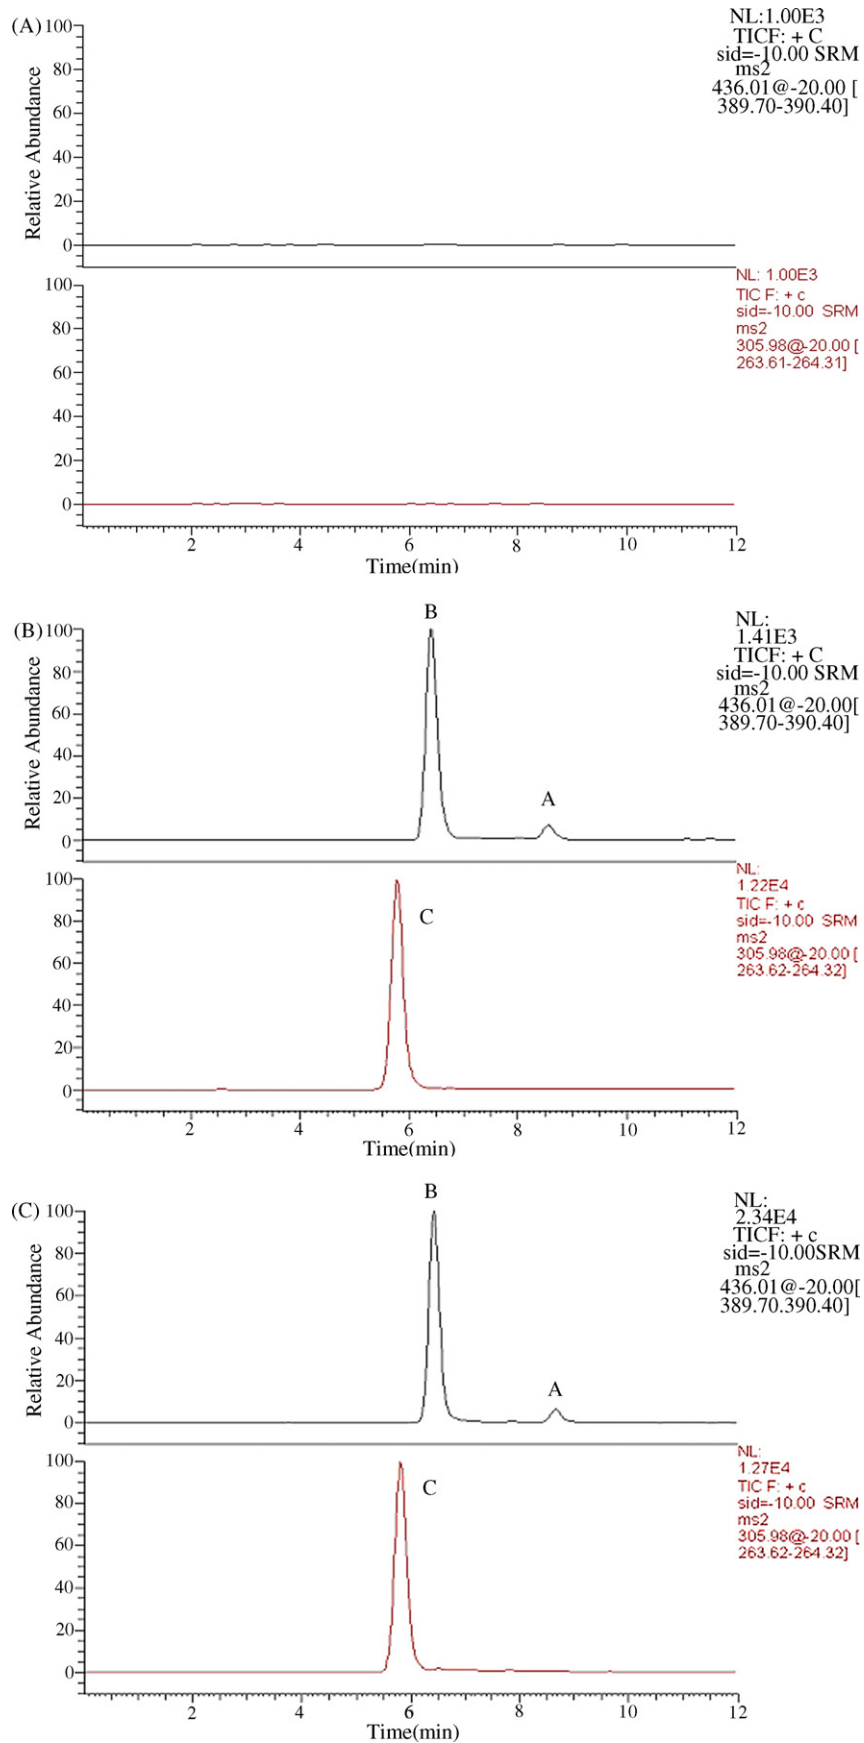 (A)
100
80
60
40
20
0
Relative Abundance
NL:1.00E3
TICF: + C
sid=-10.00 SRM
ms2
436.01@-20.00 [
389.70-390.40]
100
80
60
40
20
0
NL: 1.00E3
TIC F: + c
sid=-10.00 SRM
ms2
305.98@-20.00 [
263.61-264.31]
2 4 6 8 10 12
Time(min)
(B)
100
80
60
40
20
0
Relative Abundance
B
A
NL:
1.41E3
TICF: + C
sid=-10.00 SRM
ms2
436.01@-20.00[
389.70-390.40]
100
80
60
40
20
0
C
NL:
1.22E4
TIC F: + c
sid=-10.00 SRM
ms2
305.98@-20.00 [
263.62-264.32]
2 4 6 8 10 12
Time(min)
(C)
100
80
60
40
20
0
Relative Abundance
B
A
NL:
2.34E4
TICF: + c
sid=-10.00SRM
ms2
436.01@-20.00[
389.70.390.40]
100
80
60
40
20
0
C
NL:
1.27E4
TIC F: + c
sid=-10.00 SRM
ms2
305.98@-20.00 [
263.62-264.32]
2 4 6 8 10 12
Time(min)